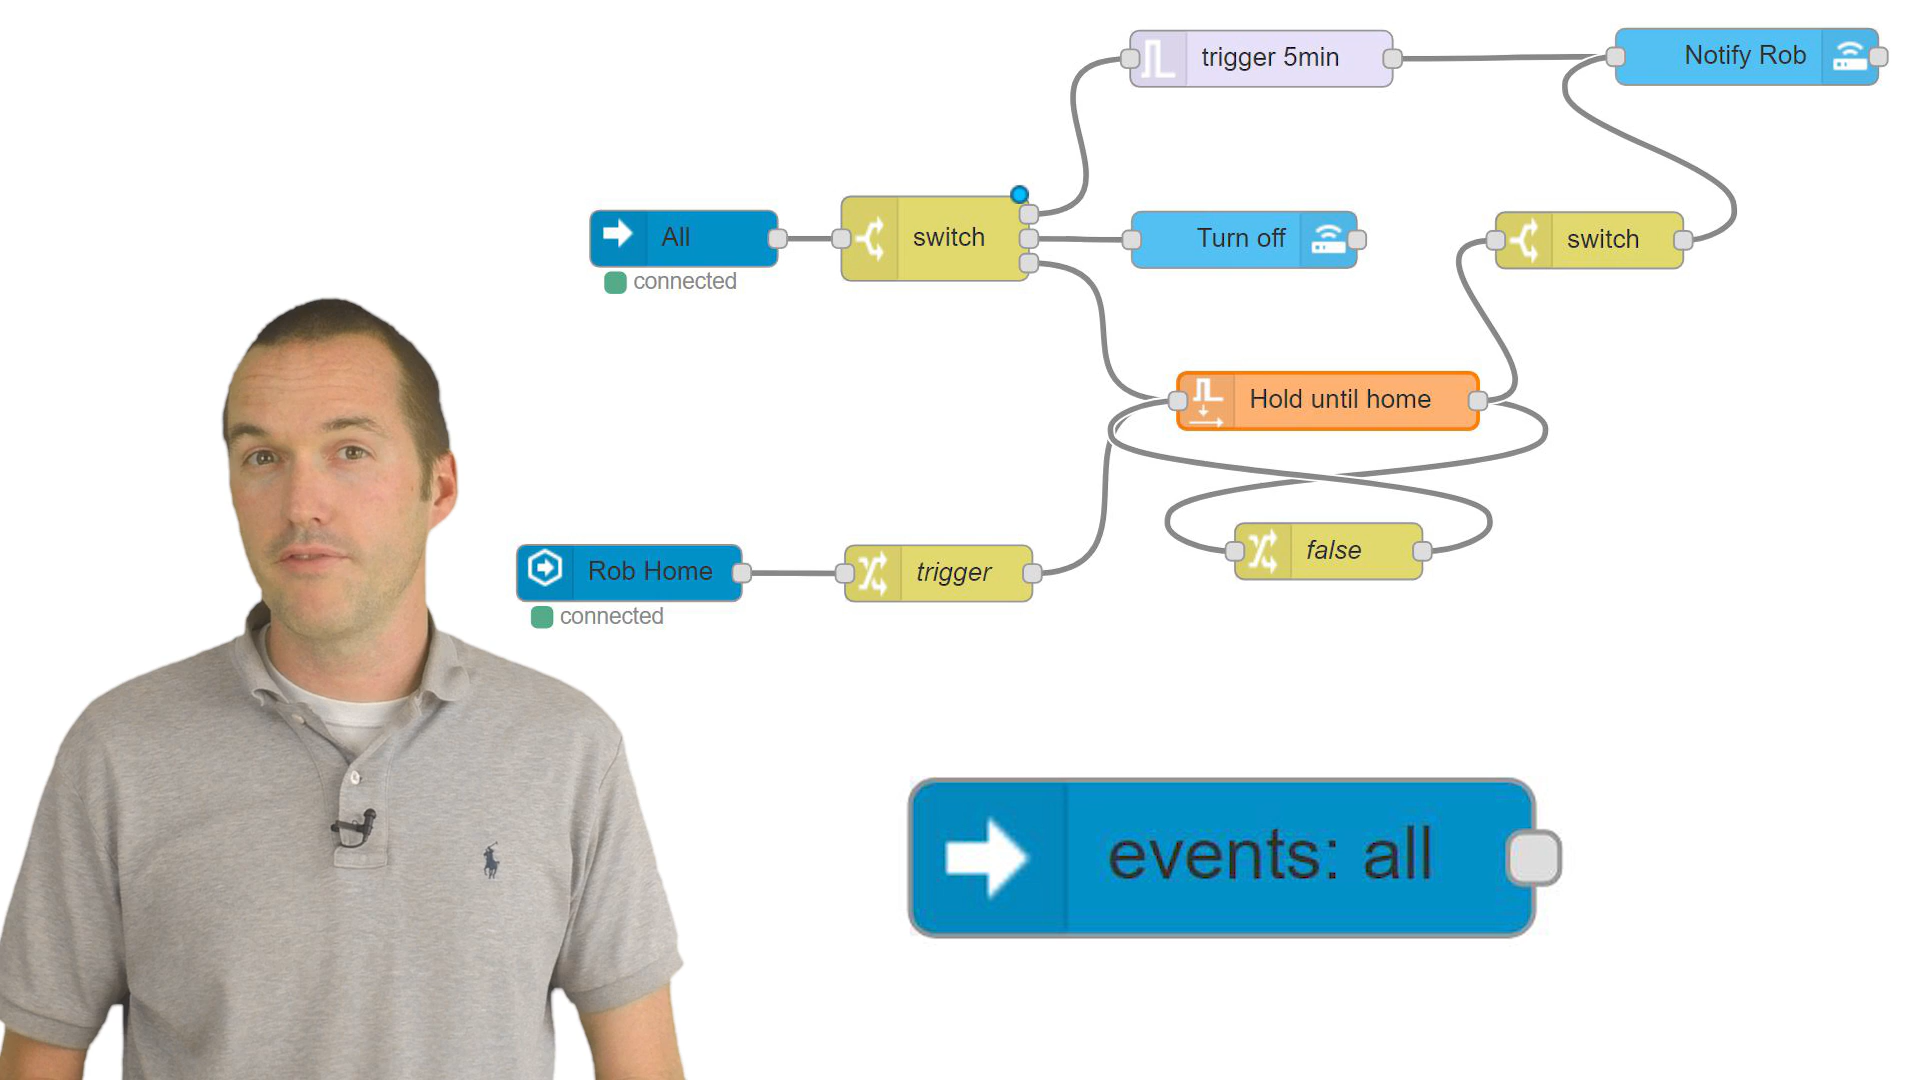 trigger 5min
Notify Rob
All
connected
switch
Turn off
switch
Hold until home
Rob Home
connected
trigger
false
events: all